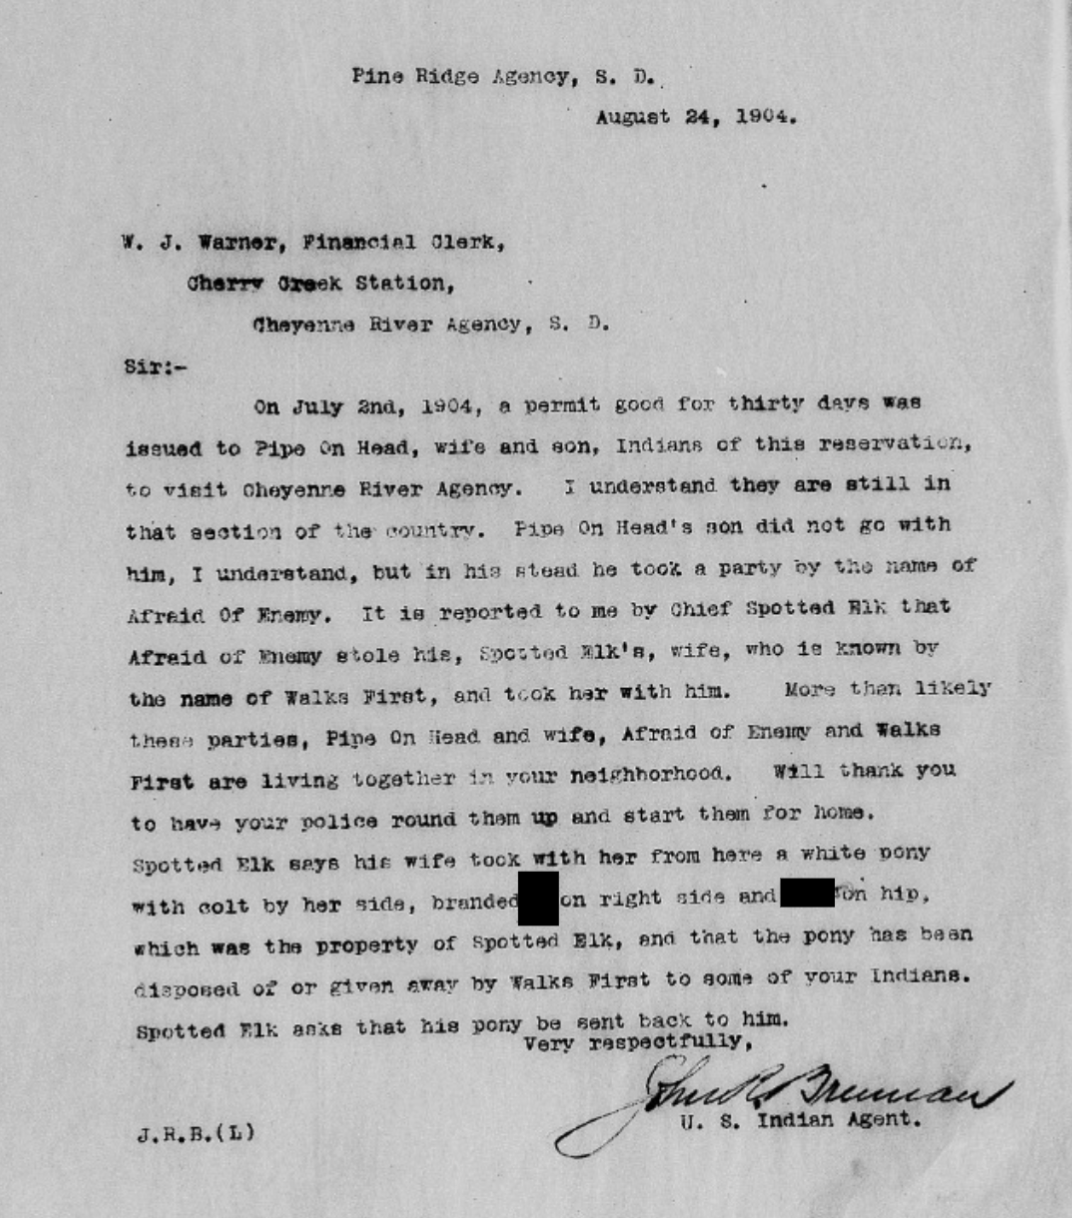 Pine Ridge Agency, S. D.
August 24, 1904.
W. J. Warner, Financial Clerk,
Cherry Creek Station,
Cheyenne River Agency, S. D.
Sir:-
On July 2nd, 1904, a permit good for thirty days was
issued to Pipe On Head, wife and son, Indians of this reservation,
to visit Cheyenne River Agency. I understand they are still in
that section of the country. Pipe On Head's son did not go with
him, I understand, but in his stead he took a party by the name of
Afraid Of Enemy. It is reported to me by Chief Spotted Elk that
Afraid of Enemy stole his, Spotted Elk's, wife, who is known by
the name of Walks First, and took her with him. More than likely
these parties, Pipe On Head and wife, Afraid of Enemy and Walks
First are living together in your neighborhood. Will thank you
to have your police round them up and start them for home.
Spotted Elk says his wife took with her from here a white pony
with colt by her side, branded on right side and on hip,
which was the property of Spotted Elk, and that the pony has been
disposed of or given away by Walks First to some of your Indians.
Spotted Elk asks that his pony be sent back to him.
Very respectfully,
John R. Brennan
U. S. Indian Agent.
J.R.B.(L)